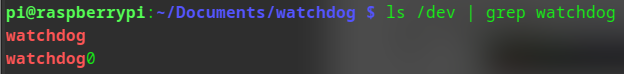 pi@raspberrypi:~/Documents/watchdog $ ls /dev | grep watchdog
watchdog
watchdog0